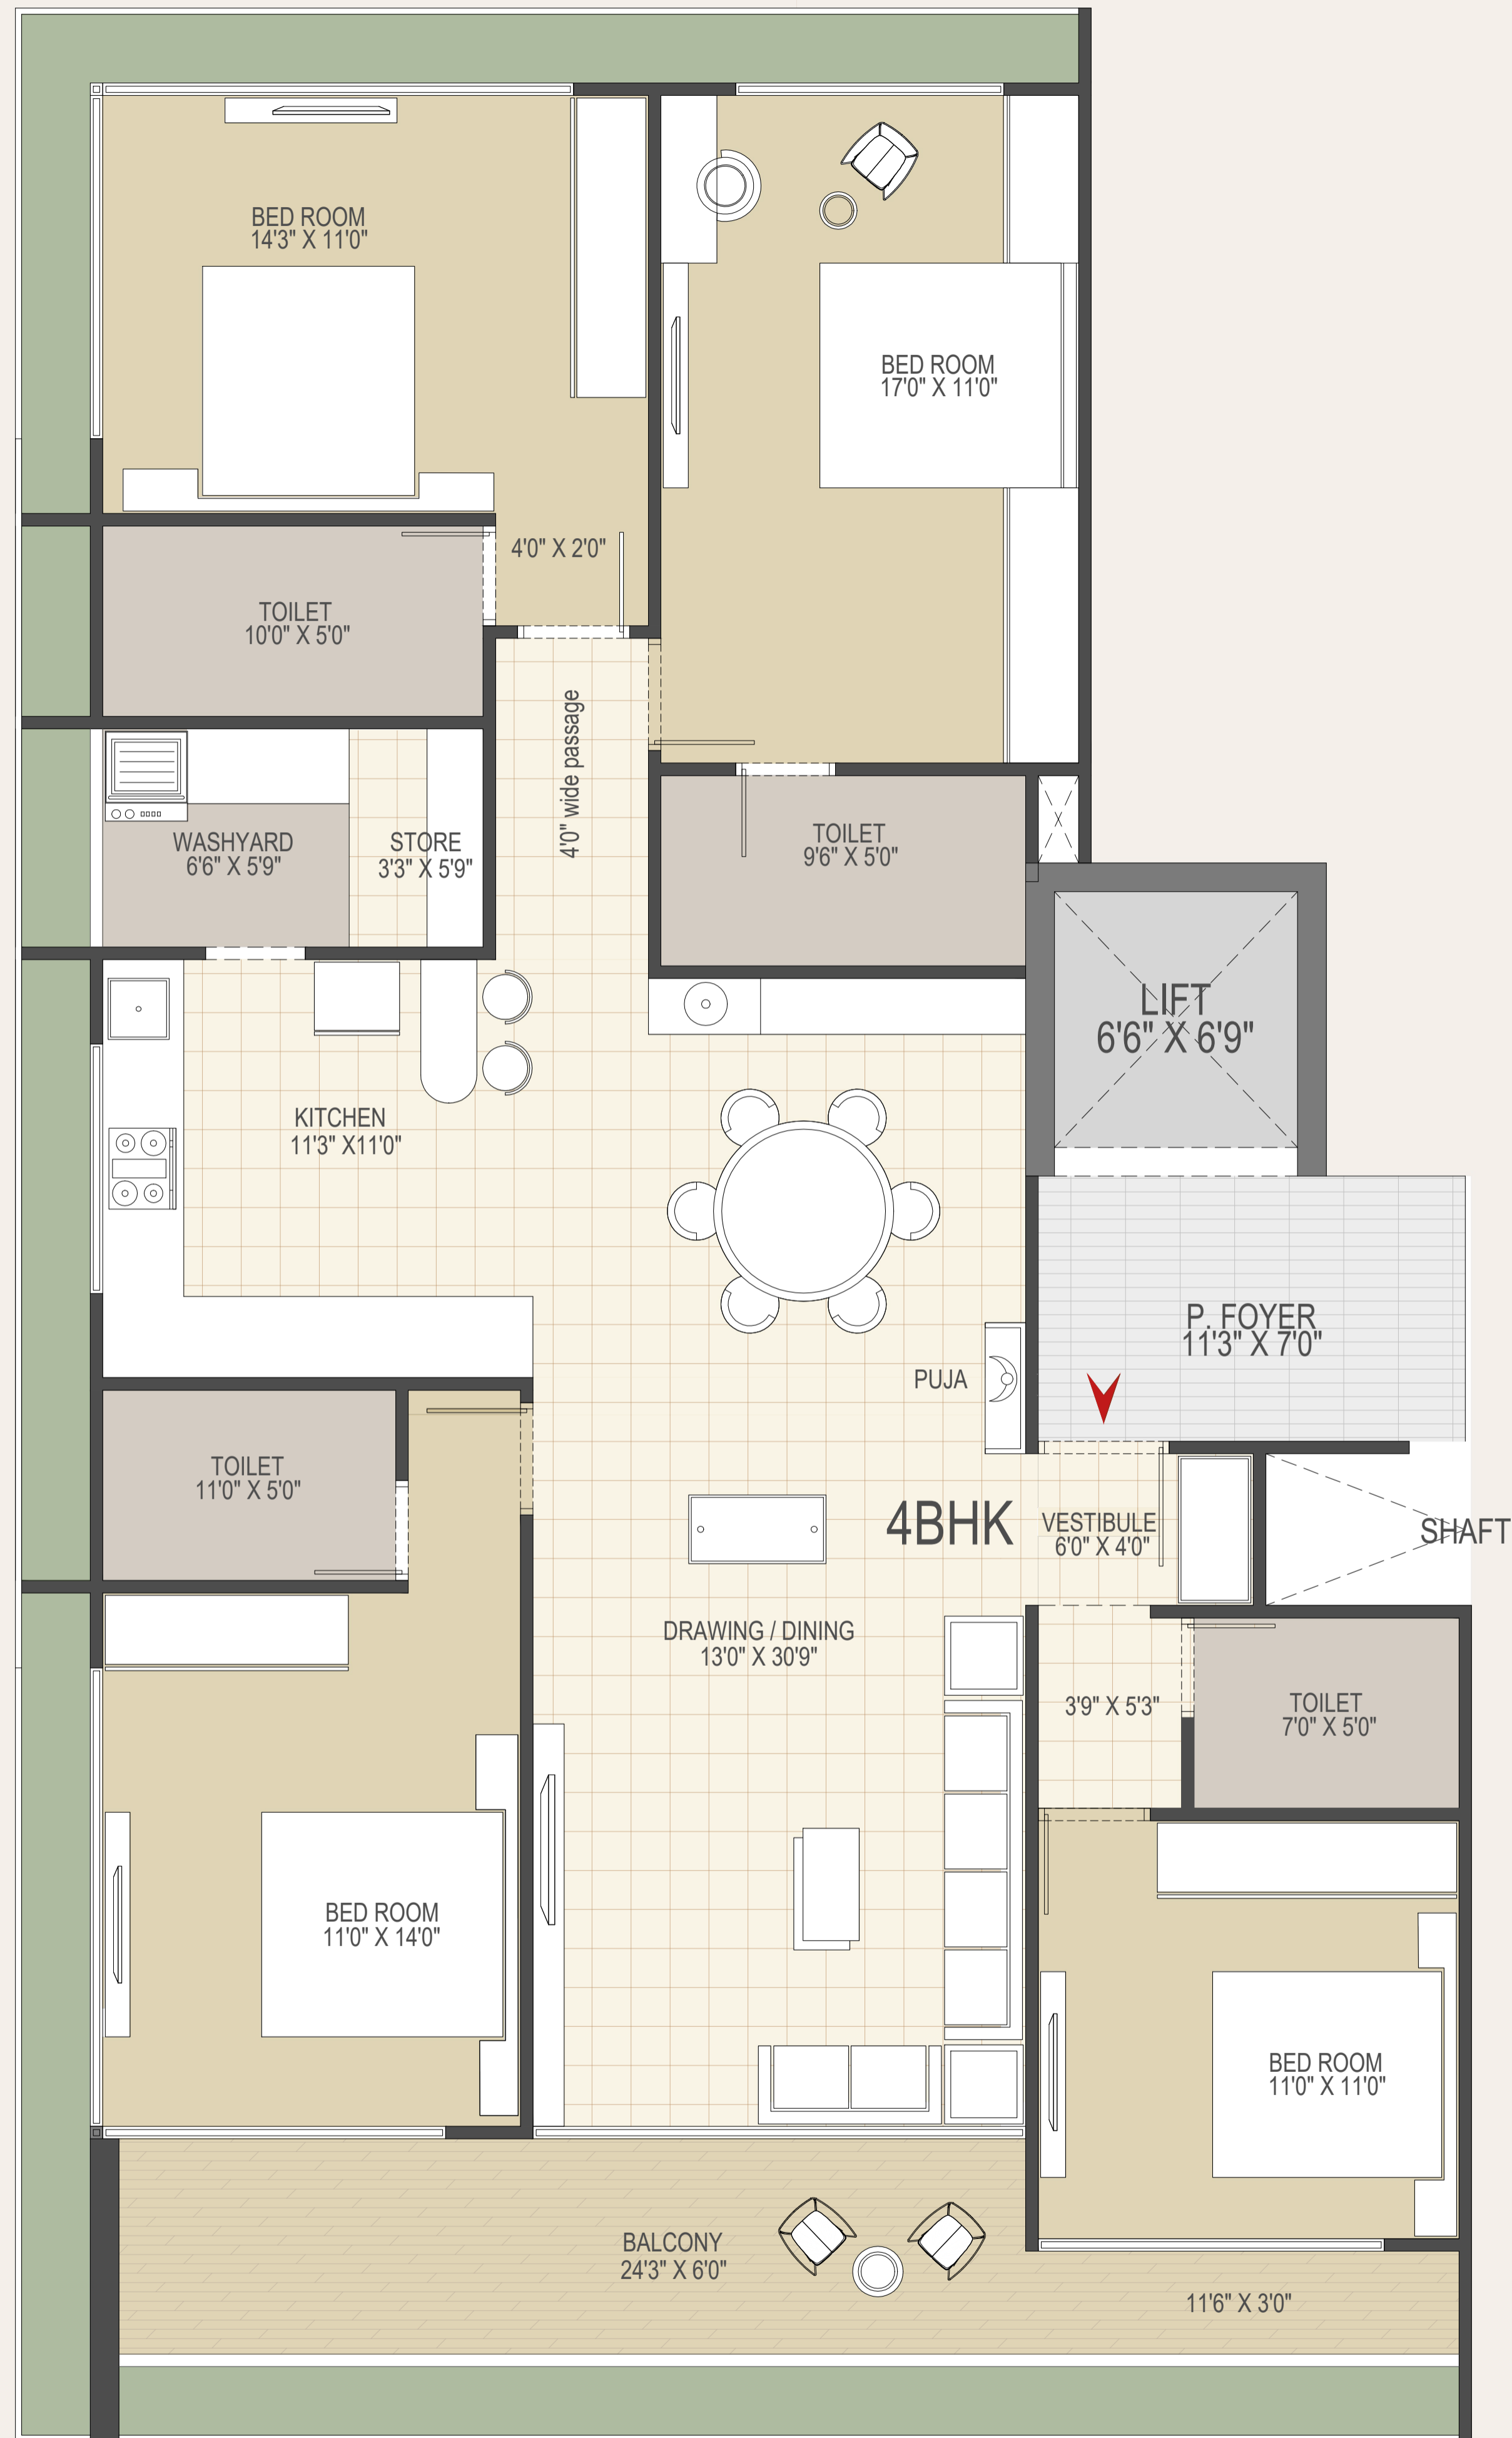 BED ROOM
14'3" X 11'0"
BED ROOM
17'0" X 11'0"
4'0" X 2'0"
TOILET
10'0" X 5'0"
4'0" wide passage
WASHYARD
6'6" X 5'9"
STORE
3'3" X 5'9"
TOILET
9'6" X 5'0"
LIFT
6'6" X 6'9"
KITCHEN
11'3" X11'0"
P. FOYER
11'3" X 7'0"
PUJA
TOILET
11'0" X 5'0"
4BHK
VESTIBULE
6'0" X 4'0"
SHAFT
DRAWING / DINING
13'0" X 30'9"
3'9" X 5'3"
TOILET
7'0" X 5'0"
BED ROOM
11'0" X 14'0"
BED ROOM
11'0" X 11'0"
BALCONY
24'3" X 6'0"
11'6" X 3'0"